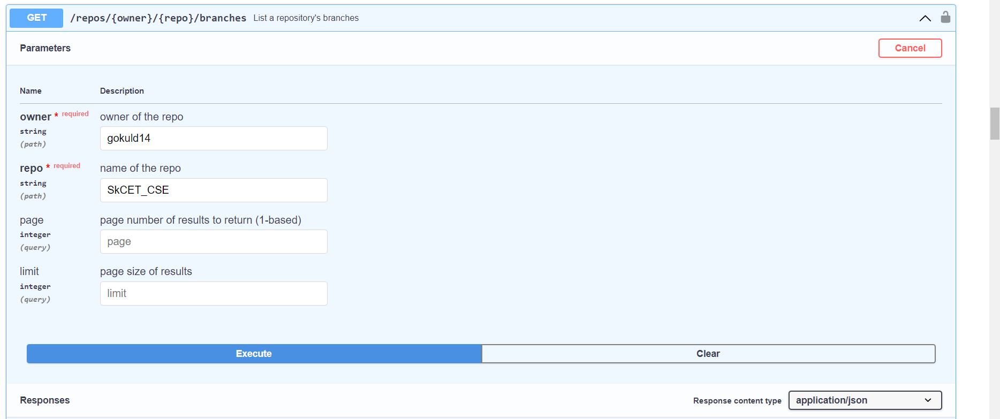 GET /repos/{owner}/{repo}/branches List a repository's branches
Parameters
Cancel
Name Description
owner * required owner of the repo
string
(path)
gokuld14
repo * required name of the repo
string
(path)
SkCET_CSE
page page number of results to return (1-based)
integer
(query)
page
limit page size of results
integer
(query)
limit
Execute Clear
Responses Response content type application/json